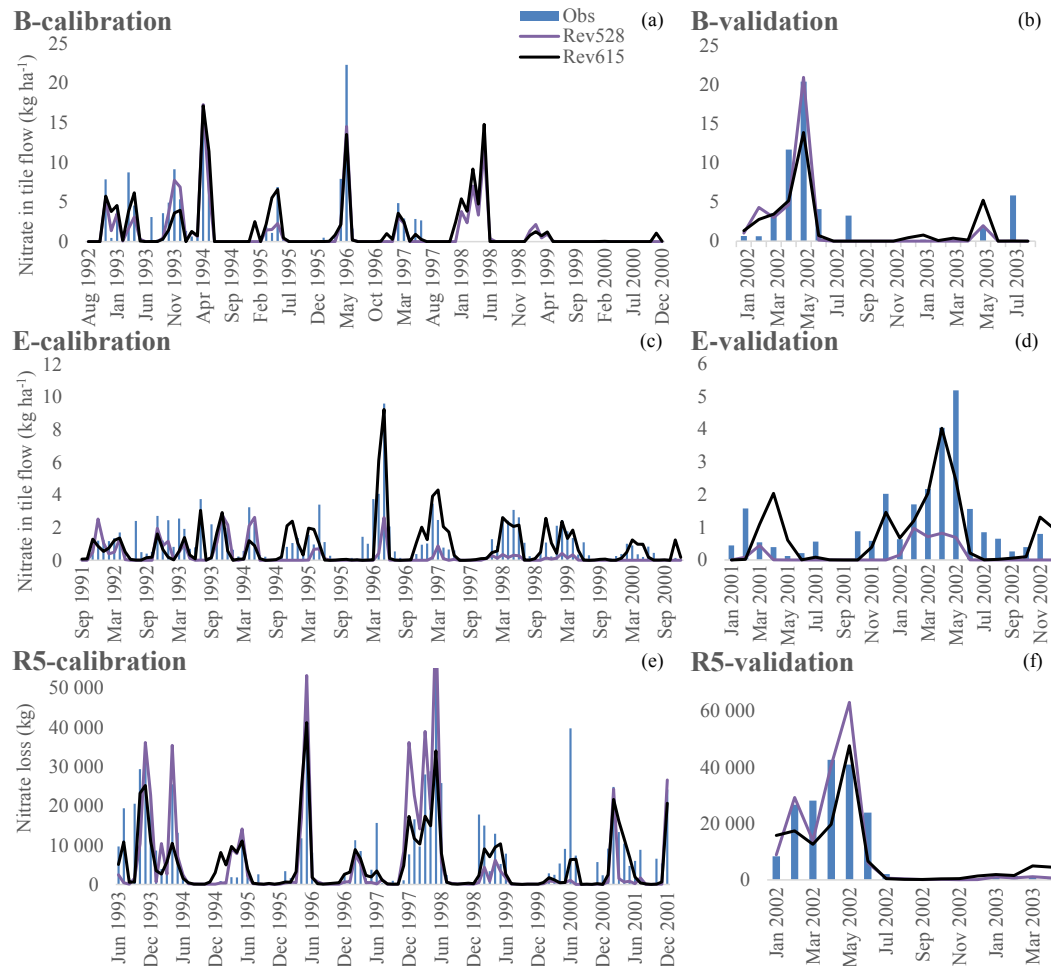 B-calibration
(a)
Obs
Rev528
Rev615
B-validation
(b)
Nitrate in tile flow (kg ha-1)
25
20
15
10
5
0
Aug 1992
Jan 1993
Jun 1993
Nov 1993
Apr 1994
Sep 1994
Feb 1995
Jul 1995
Dec 1995
May 1996
Oct 1996
Mar 1997
Aug 1997
Jan 1998
Jun 1998
Nov 1998
Apr 1999
Sep 1999
Feb 2000
Jul 2000
Dec 2000
25
20
15
10
5
0
Jan 2002
Mar 2002
May 2002
Jul 2002
Sep 2002
Nov 2002
Jan 2003
Mar 2003
May 2003
Jul 2003
E-calibration
(c)
E-validation
(d)
Nitrate in tile flow (kg ha-1)
12
10
8
6
4
2
0
Sep 1991
Mar 1992
Sep 1992
Mar 1993
Sep 1993
Mar 1994
Sep 1994
Mar 1995
Sep 1995
Mar 1996
Sep 1996
Mar 1997
Sep 1997
Mar 1998
Sep 1998
Mar 1999
Sep 1999
Mar 2000
Sep 2000
6
5
4
3
2
1
0
Jan 2001
Mar 2001
May 2001
Jul 2001
Sep 2001
Nov 2001
Jan 2002
Mar 2002
May 2002
Jul 2002
Sep 2002
Nov 2002
R5-calibration
(e)
R5-validation
(f)
Nitrate loss (kg)
50 000
40 000
30 000
20 000
10 000
0
Jun 1993
Dec 1993
Jun 1994
Dec 1994
Jun 1995
Dec 1995
Jun 1996
Dec 1996
Jun 1997
Dec 1997
Jun 1998
Dec 1998
Jun 1999
Dec 1999
Jun 2000
Dec 2000
Jun 2001
Dec 2001
60 000
40 000
20 000
0
Jan 2002
Mar 2002
May 2002
Jul 2002
Sep 2002
Nov 2002
Jan 2003
Mar 2003